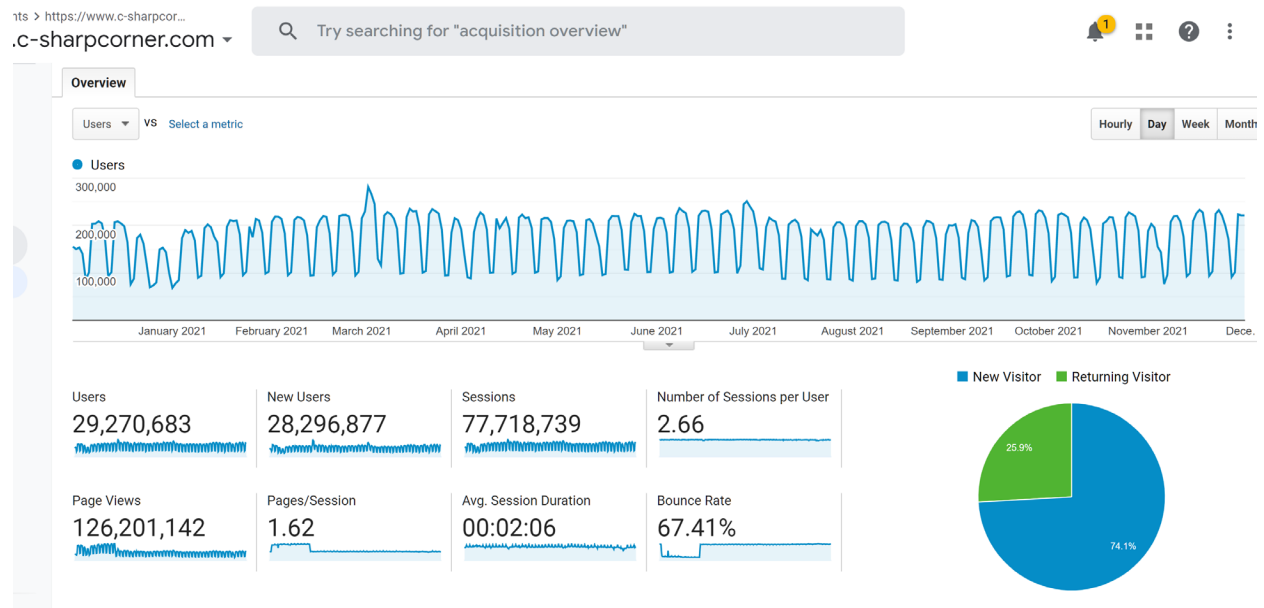 nts > https://www.c-sharpcor...
.c-sharpcorner.com
Try searching for "acquisition overview"
1
Overview
Users VS Select a metric
Hourly Day Week Month
Users
300,000
200,000
100,000
January 2021 February 2021 March 2021 April 2021 May 2021 June 2021 July 2021 August 2021 September 2021 October 2021 November 2021 Dece...
New Visitor Returning Visitor
Users New Users Sessions Number of Sessions per User
29,270,683 28,296,877 77,718,739 2.66
Page Views Pages/Session Avg. Session Duration Bounce Rate
126,201,142 1.62 00:02:06 67.41%
25.9%
74.1%